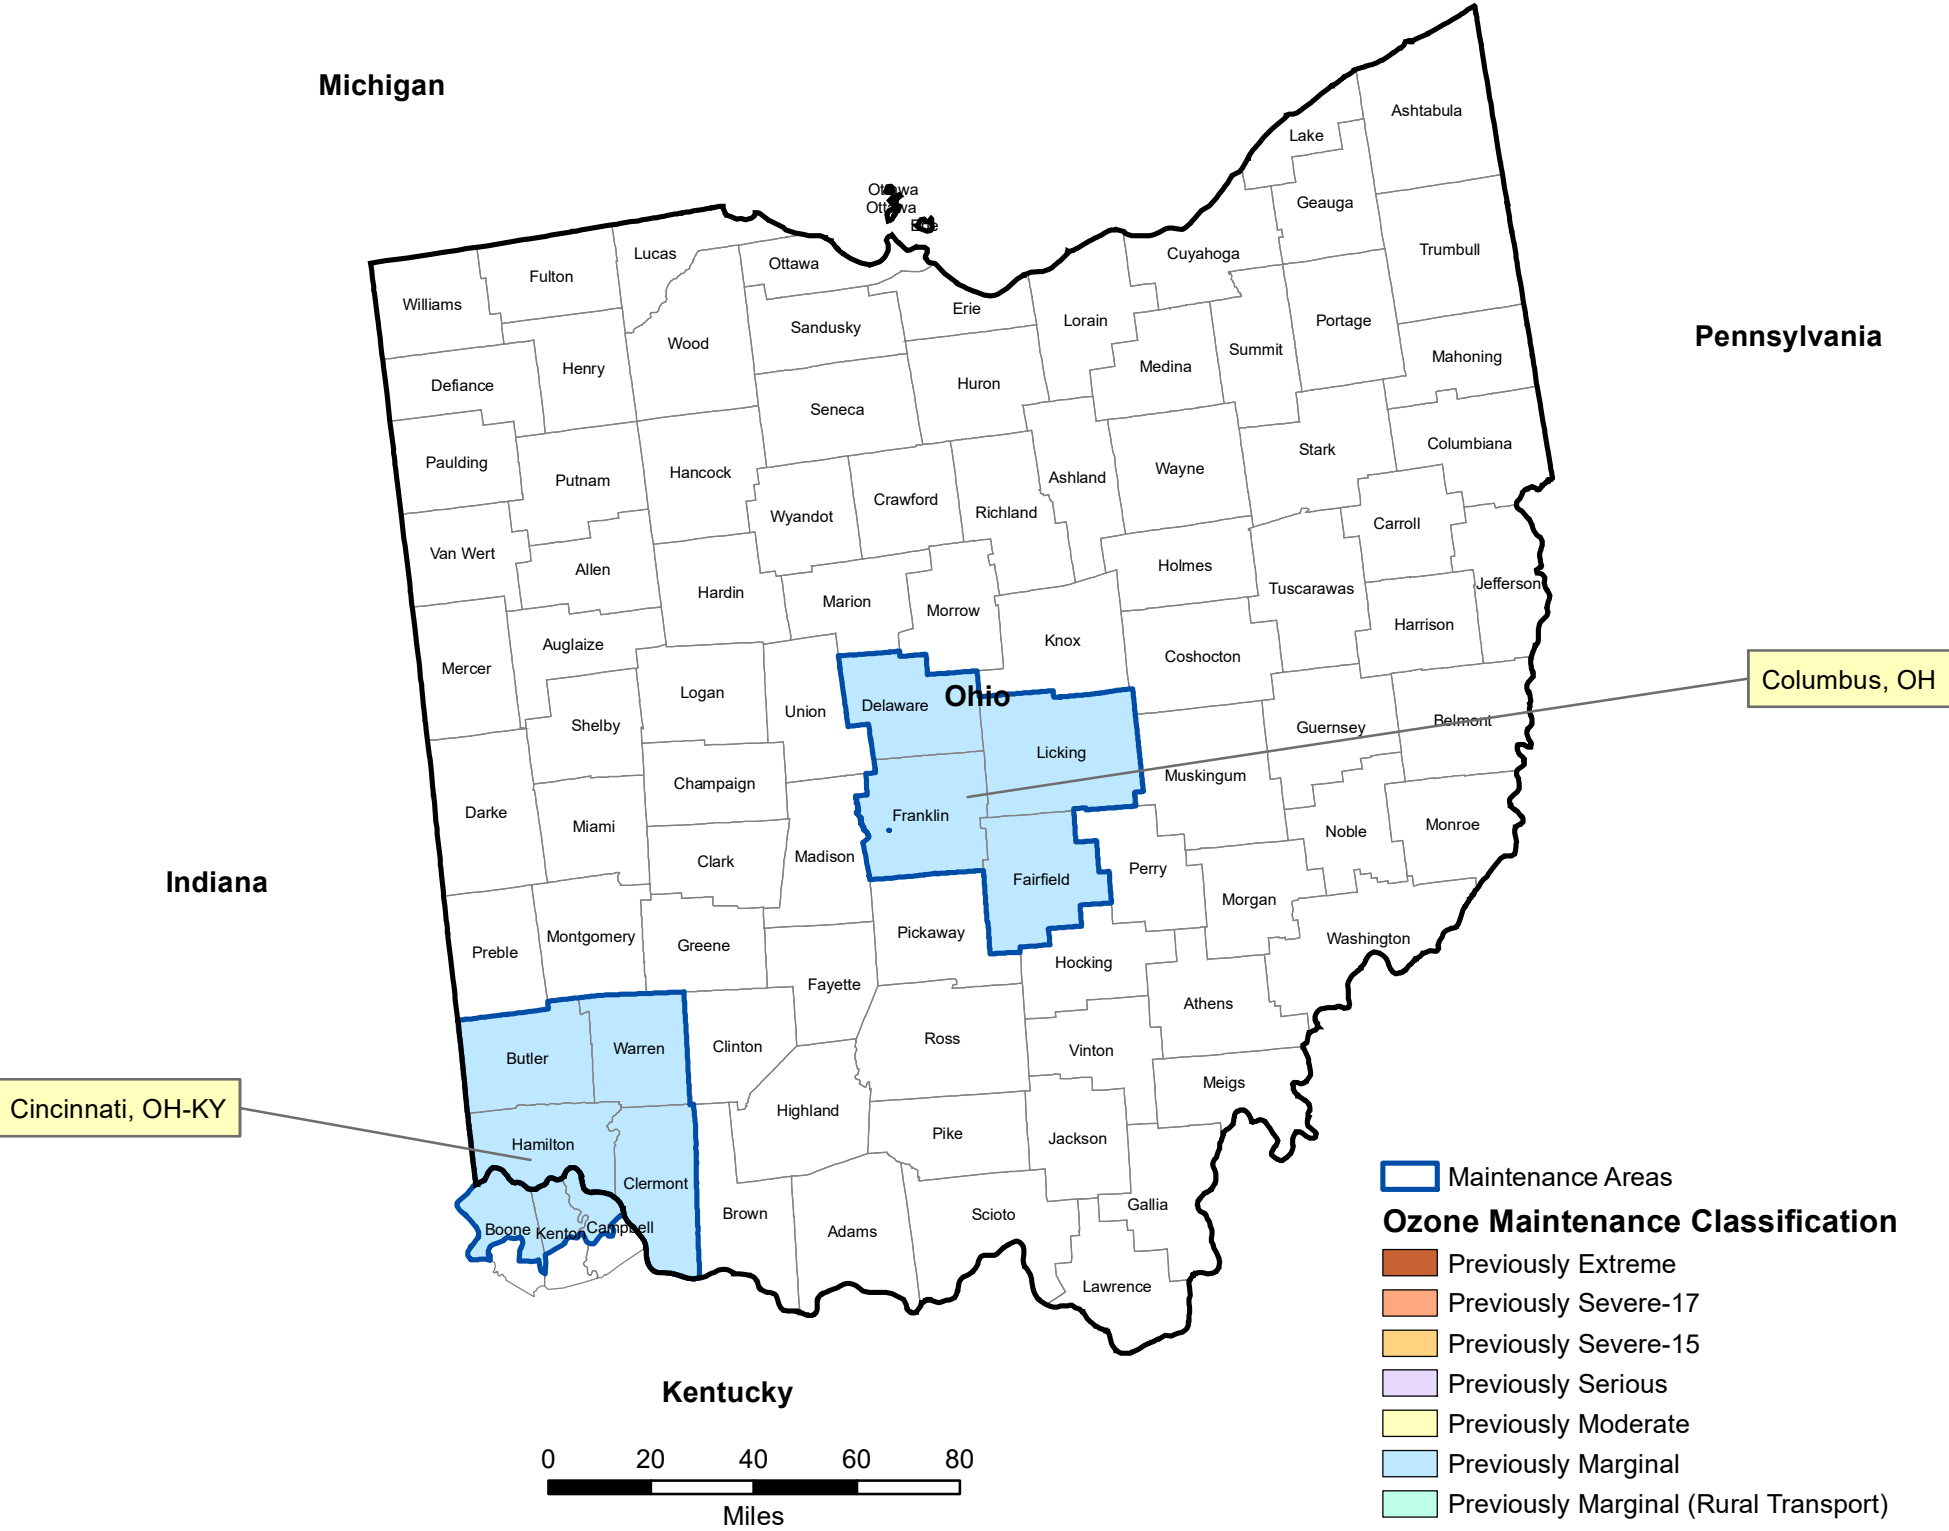 Michigan
Ashtabula
Lake
Ottawa
Geauga
Ottawa
Erie
Trumbull
Lucas
Cuyahoga
Ottawa
Fulton
Williams
Erie
Lorain
Portage
Sandusky
Pennsylvania
Wood
Summit
Mahoning
Henry
Medina
Defiance
Huron
Seneca
Columbiana
Stark
Paulding
Hancock
Wayne
Putnam
Ashland
Crawford
Richland
Wyandot
Carroll
Van Wert
Holmes
Allen
Jefferson
Tuscarawas
Hardin
Marion
Morrow
Harrison
Knox
Auglaize
Coshocton
Mercer
Columbus, OH
Logan
Ohio
Delaware
Union
Belmont
Shelby
Guernsey
Licking
Muskingum
Champaign
Darke
Franklin
Monroe
Miami
Noble
Madison
Clark
Perry
Indiana
Fairfield
Morgan
Pickaway
Montgomery
Washington
Greene
Preble
Hocking
Fayette
Athens
Ross
Warren
Clinton
Vinton
Butler
Meigs
Cincinnati, OH-KY
Highland
Pike
Jackson
Hamilton
Maintenance Areas
Clermont
Gallia
Brown
Scioto
Ozone Maintenance Classification
Boone
Kenton
Campbell
Adams
Previously Extreme
Lawrence
Previously Severe-17
Previously Severe-15
Previously Serious
Kentucky
Previously Moderate
0 20 40 60 80
Previously Marginal
Miles
Previously Marginal (Rural Transport)